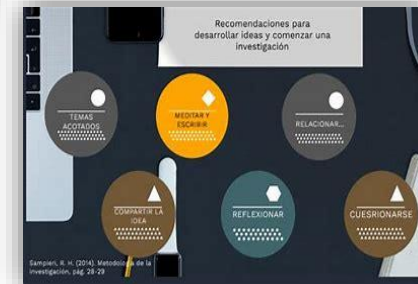 Recomendaciones para
desarrollar ideas y comenzar una
investigación
TEMAS
ACOTADOS
MEDITAR Y
ESCRIBIR
RELACIONAR...
COMPARTIR LA
IDEA
REFLEXIONAR
CUESRIONARSE
Sampieri, R. H. (2014). Metodología de la
investigación, pág. 28-29